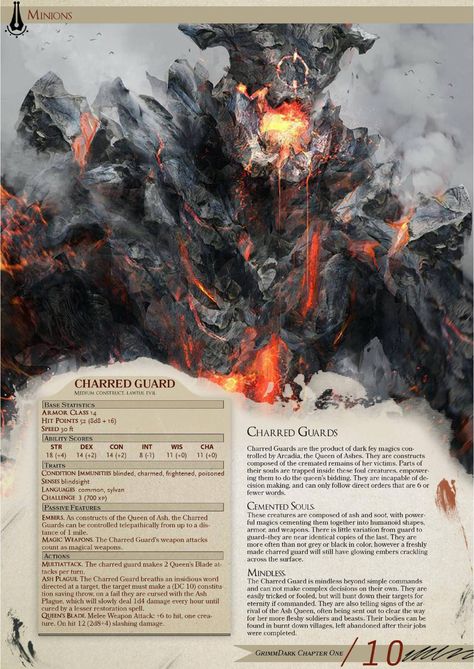 Minions
CHARRED GUARD
Medium construct, lawful evil
Base Statistics
Armor Class 14
Hit Points 52 (8d8 + 16)
Speed 30 ft
Ability Scores
STR DEX CON INT WIS CHA
18 (+4) 14 (+2) 14 (+2) 8 (-1) 11 (+0) 11 (+0)
Traits
Condition Immunities blinded, charmed, frightened, poisoned
Senses blindsight
Languages common, sylvan
Challenge 3 (700 xp)
Passive Features
Embers. As constructs of the Queen of Ash, the Charred
Guards can be controlled telepathically from up to a dis-
tance of 1 mile.
Magic Weapons. The Charred Guard's weapon attacks
count as magical weapons.
Actions
Multiattack. The charred guard makes 2 Queen's Blade at-
tacks per turn.
Ash Plague. The Charred Guard breaths an insidious word
directed at a target, the target must make a (DC 10) constitu-
tion saving throw, on a fail they are cursed with the Ash
Plague, which will slowly deal 1d4 damage every hour until
cured by a lesser restoration spell.
Queen's Blade. Melee Weapon Attack: +6 to hit, one crea-
ture. On hit 12 (2d8+4) slashing damage.
Charred Guards
Charred Guards are the product of dark fey magics con-
trolled by Arcadia, the Queen of Ashes. They are constructs
composed of the cremated remains of her victims. Parts of
their souls are trapped inside these foul creatures, empower-
ing them to do the queen's bidding. They are incapable of de-
cision making, and can only follow direct orders that are 6 or
fewer words.
Cemented Souls
These creatures are composed of ash and soot, with power-
ful magics cementing them together into humanoid shapes,
armor, and weapons. There is little variation from guard to
guard-they are near identical copies of the last. They are
more often than not grey or black in color, however a freshly
made charred guard will still have glowing embers crackling
across the surface.
Mindless
The Charred Guard is mindless beyond simple commands
and can not make complex decisions on their own. They are
easily tricked or fooled, but will hunt down their targets for
eternity if commanded. They are also telling signs of the ar-
rival of the Ash Queen, often being sent out to clear the way
for her more fleshy soldiers and beasts. Their bodies can be
found in burnt down villages, left abandoned after their jobs
were completed.
GrimmDark Chapter One
10